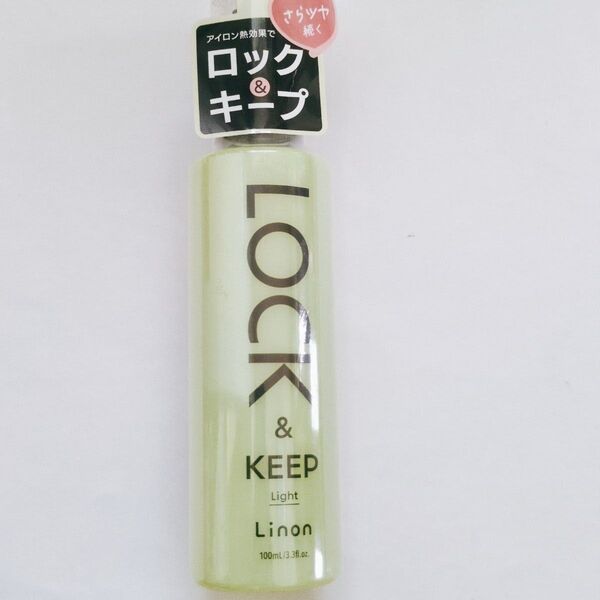 さらツヤ
続く
アイロン熱効果で
ロック
&
キープ
LOCK
&
KEEP
Light
Linon
100mL/3.3fl.oz.